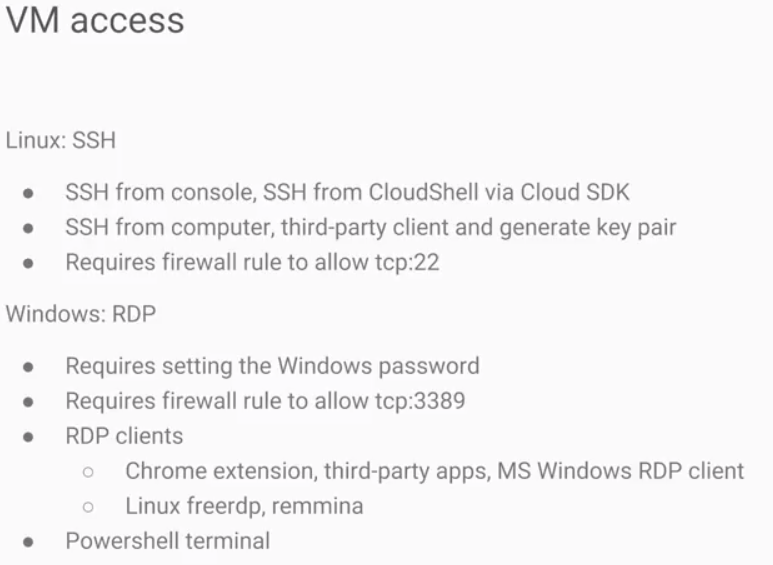 VM access
Linux: SSH
● SSH from console, SSH from CloudShell via Cloud SDK
● SSH from computer, third-party client and generate key pair
● Requires firewall rule to allow tcp:22
Windows: RDP
● Requires setting the Windows password
● Requires firewall rule to allow tcp:3389
● RDP clients
○ Chrome extension, third-party apps, MS Windows RDP client
○ Linux freerdp, remmina
● Powershell terminal